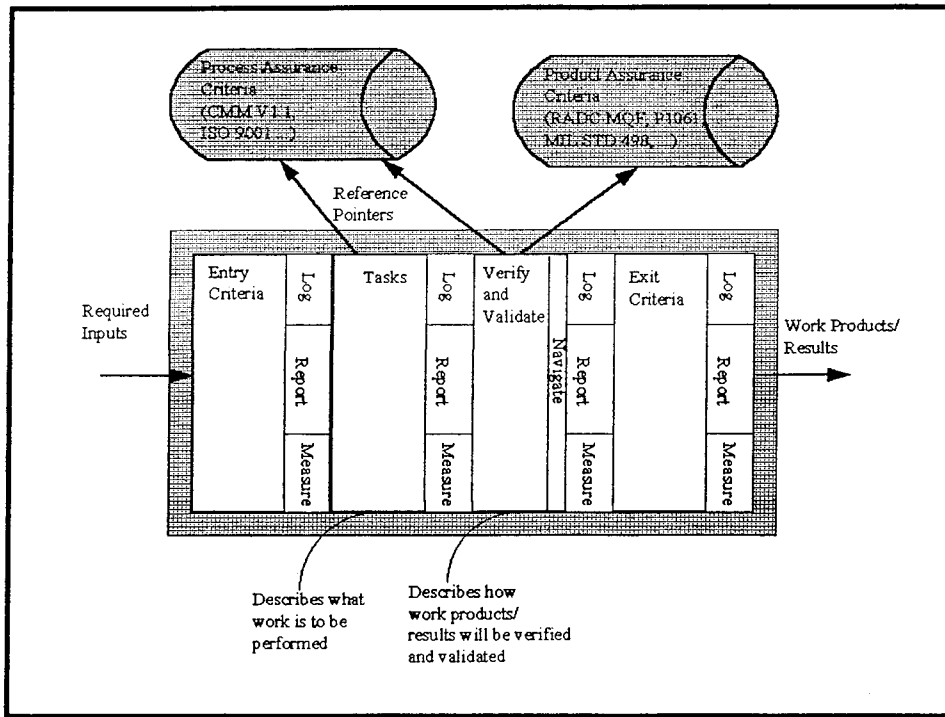 Process Assurance
Criteria
(CMM V1.1,
ISO 9001 ...)
Product Assurance
Criteria
(RADC MOF, P1061,
MIL STD 498, ...)
Reference
Pointers
Required
Inputs
Entry
Criteria
Log
Report
Measure
Tasks
Log
Report
Measure
Verify
and
Validate
Navigate
Log
Report
Measure
Exit
Criteria
Log
Report
Measure
Work Products/
Results
Describes what
work is to be
performed
Describes how
work products/
results will be verified
and validated